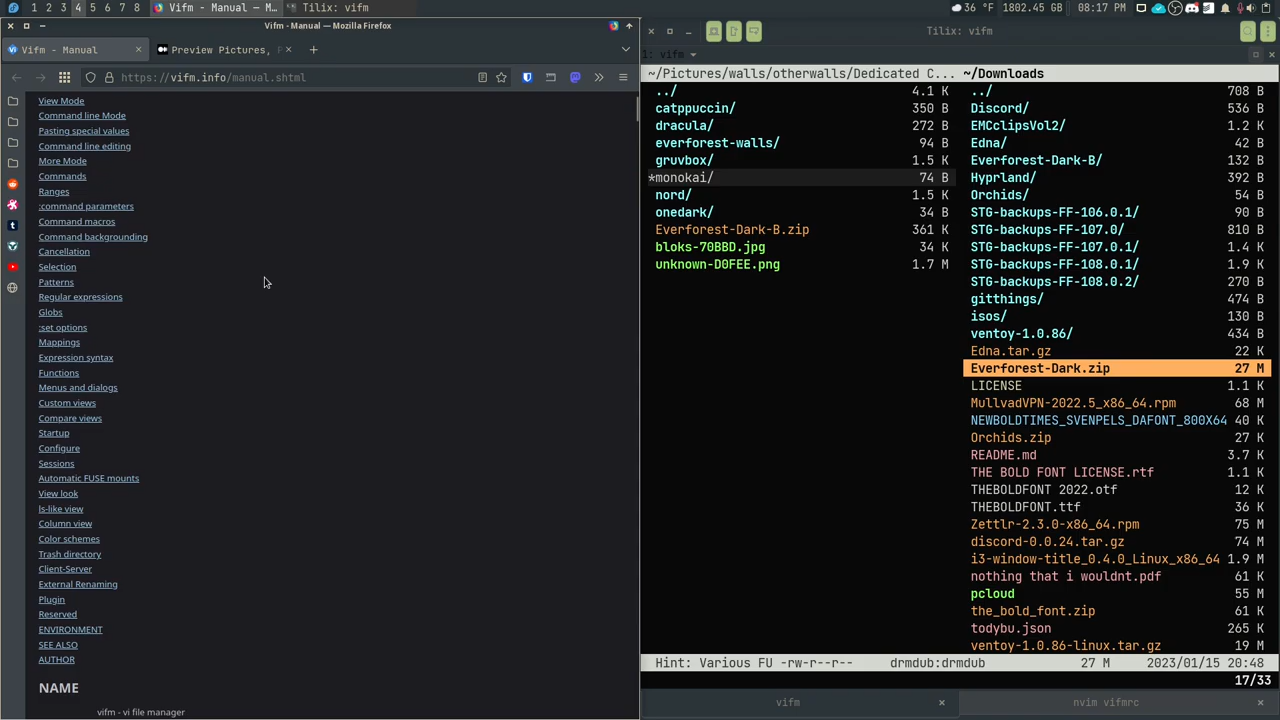 1 2 3 4 5 6 7 8 Vifm - Manual — Mozilla Firefox Tilix: vifm
36 °F 1802.45 GB 08:17 PM
Vifm - Manual — Mozilla Firefox
Vifm - Manual
Preview Pictures,
https://vifm.info/manual.shtml
View Mode
Command line Mode
Pasting special values
Command line editing
More Mode
Commands
Ranges
:command parameters
Command macros
Command backgrounding
Cancellation
Selection
Patterns
Regular expressions
Globs
:set options
Mappings
Expression syntax
Functions
Menus and dialogs
Custom views
Compare views
Startup
Configure
Sessions
Automatic FUSE mounts
View look
ls-like view
Column view
Color schemes
Trash directory
Client-Server
External Renaming
Plugin
Reserved
ENVIRONMENT
SEE ALSO
AUTHOR
NAME
vifm - vi file manager
Tilix: vifm
1: vifm
~/Pictures/walls/otherwalls/Dedicated C...
../ 4.1 K
catppuccin/ 350 B
dracula/ 272 B
everforest-walls/ 94 B
gruvbox/ 1.5 K
*monokai/ 74 B
nord/ 1.5 K
onedark/ 34 B
Everforest-Dark-B.zip 361 K
bloks-70BBD.jpg 34 K
unknown-D0FEE.png 1.7 M
~/Downloads
../ 708 B
Discord/ 536 B
EMCclipsVol2/ 1.2 K
Edna/ 42 B
Everforest-Dark-B/ 132 B
Hyprland/ 392 B
Orchids/ 54 B
STG-backups-FF-106.0.1/ 90 B
STG-backups-FF-107.0/ 810 B
STG-backups-FF-107.0.1/ 1.4 K
STG-backups-FF-108.0.1/ 1.9 K
STG-backups-FF-108.0.2/ 270 B
gitthings/ 474 B
isos/ 130 B
ventoy-1.0.86/ 434 B
Edna.tar.gz 22 K
Everforest-Dark.zip 27 M
LICENSE 1.1 K
MullvadVPN-2022.5_x86_64.rpm 68 M
NEWBOLDTIMES_SVENPELS_DAFONT_800X64 40 K
Orchids.zip 27 K
README.md 3.7 K
THE BOLD FONT LICENSE.rtf 1.1 K
THEBOLDFONT 2022.otf 12 K
THEBOLDFONT.ttf 36 K
Zettlr-2.3.0-x86_64.rpm 75 M
discord-0.0.24.tar.gz 74 M
i3-window-title_0.4.0_Linux_x86_64 1.9 M
nothing that i wouldnt.pdf 61 K
pcloud 55 M
the_bold_font.zip 61 K
todybu.json 265 K
ventoy-1.0.86-linux.tar.gz 19 M
Hint: Various FU -rw-r--r-- drmdub:drmdub 27 M 2023/01/15 20:48
17/33
vifm
nvim vifmrc